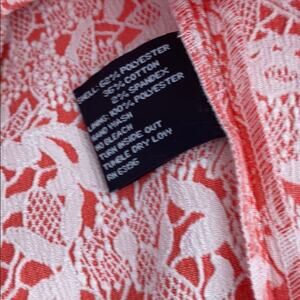 SHELL: 62% POLYESTER
36% COTTON
2% SPANDEX
LINING: 100% POLYESTER
HAND WASH
NO BLEACH
TURN INSIDE OUT
TUMBLE DRY LOW
RN 63136